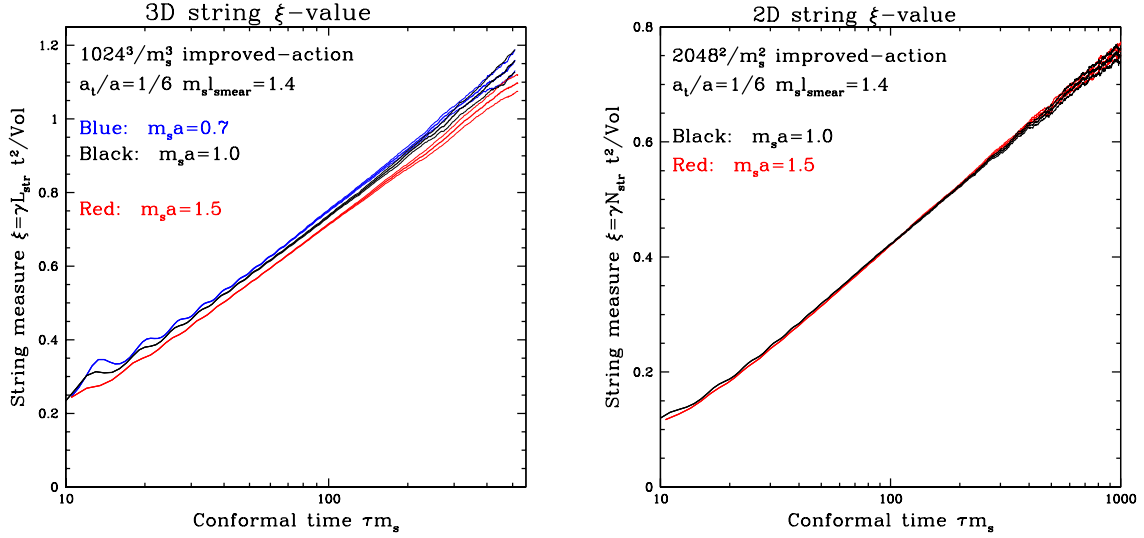 3D string ξ-value
1024³/mₛ³ improved-action
aₜ/a=1/6 mₛlₛₘₑₐᵣ=1.4
Blue: mₛa=0.7
Black: mₛa=1.0
Red: mₛa=1.5
String measure ξ=γL_str t²/Vol
1.2
1
0.8
0.6
0.4
0.2
0
10
100
Conformal time τmₛ
2D string ξ-value
2048²/mₛ² improved-action
aₜ/a=1/6 mₛlₛₘₑₐᵣ=1.4
Black: mₛa=1.0
Red: mₛa=1.5
String measure ξ=γN_str t²/Vol
0.8
0.6
0.4
0.2
0
10
100
1000
Conformal time τmₛ